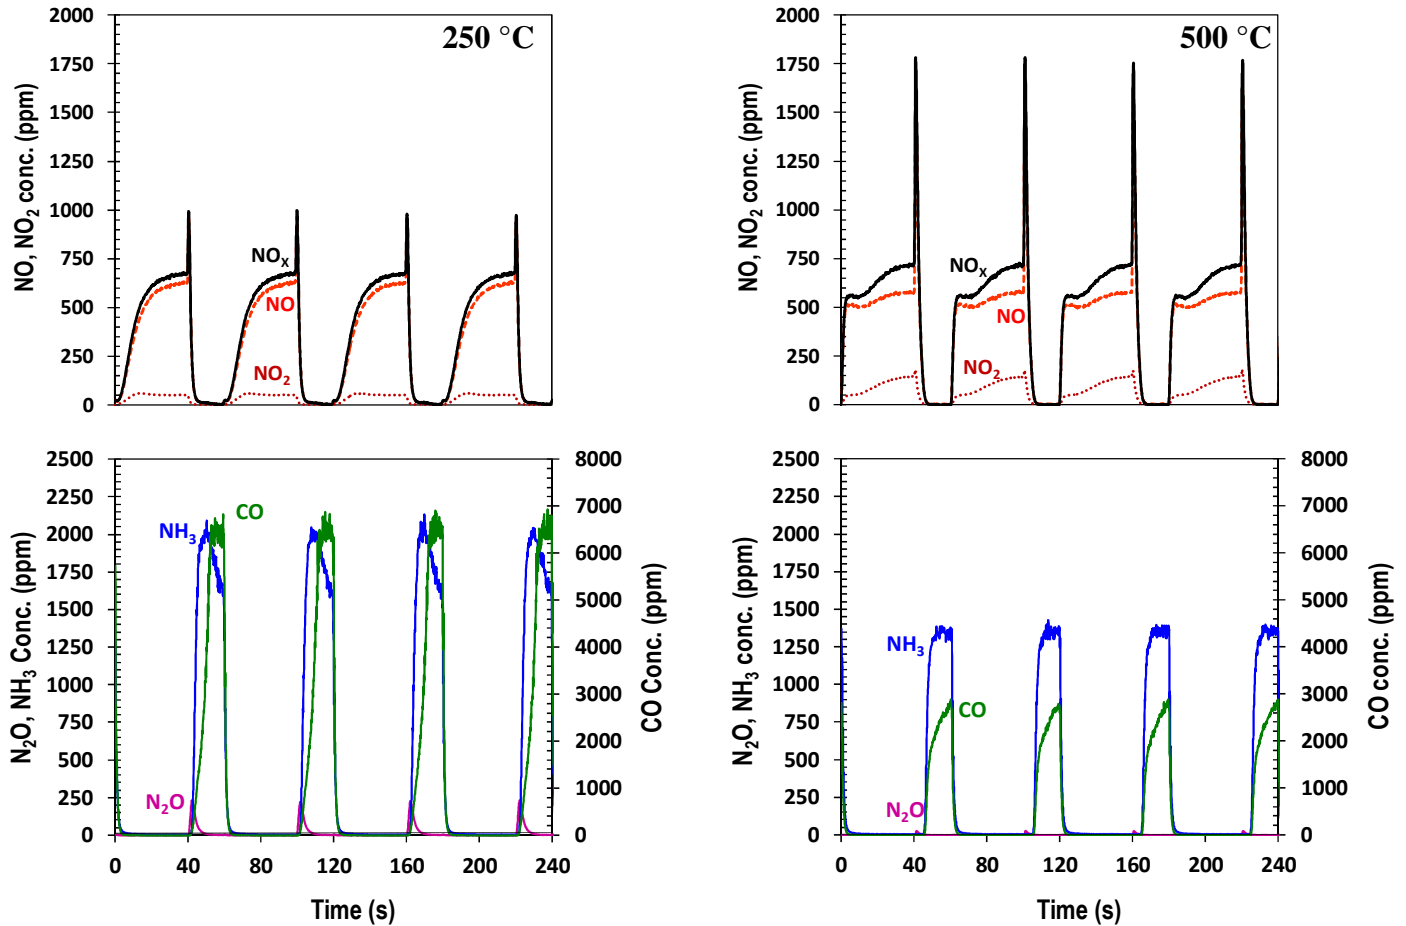 250 °C
NO, NO2 conc. (ppm)
2000
1750
1500
1250
1000
750
500
250
0
NOX
NO
NO2
500 °C
NO, NO2 conc. (ppm)
2000
1750
1500
1250
1000
750
500
250
0
NOX
NO
NO2
N2O, NH3 Conc. (ppm)
2500
2250
2000
1750
1500
1250
1000
750
500
250
0
NH3
CO
N2O
8000
7000
6000
5000
4000
3000
2000
1000
0
CO Conc. (ppm)
0 40 80 120 160 200 240
Time (s)
N2O, NH3 conc. (ppm)
2500
2250
2000
1750
1500
1250
1000
750
500
250
0
NH3
CO
N2O
8000
7000
6000
5000
4000
3000
2000
1000
0
CO conc. (ppm)
0 40 80 120 160 200 240
Time (s)